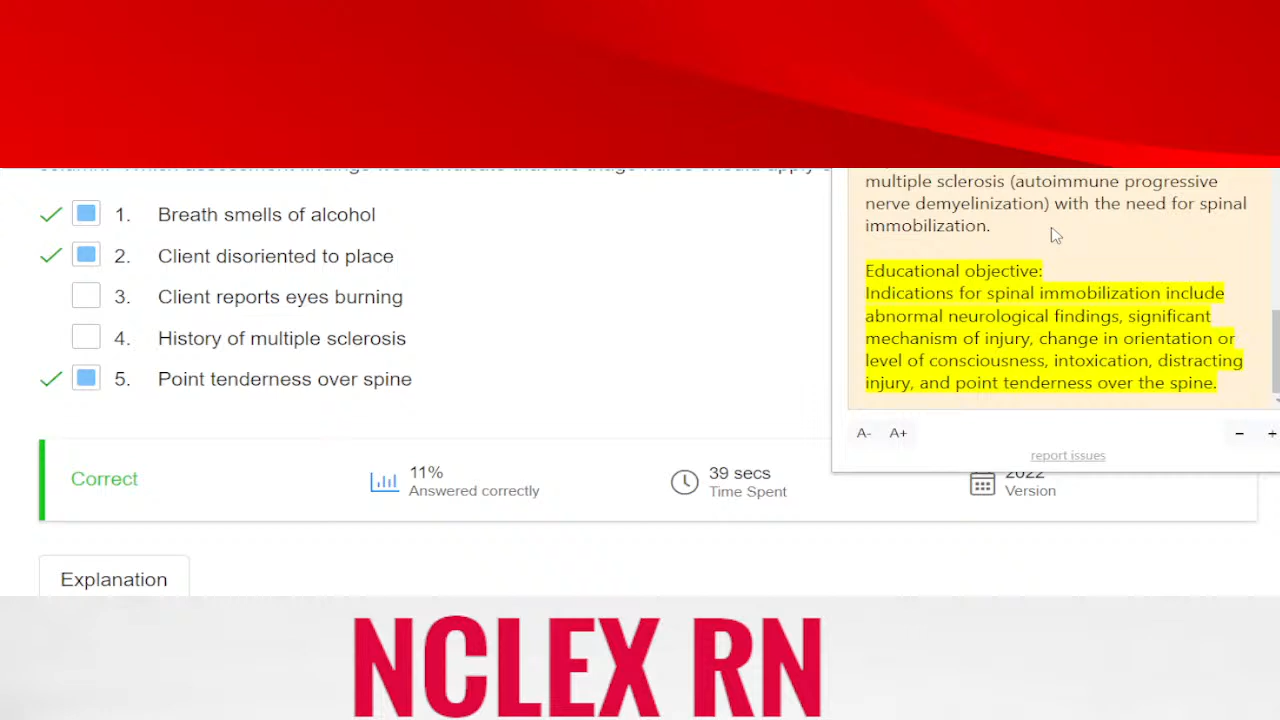 1. Breath smells of alcohol
2. Client disoriented to place
3. Client reports eyes burning
4. History of multiple sclerosis
5. Point tenderness over spine
multiple sclerosis (autoimmune progressive
nerve demyelinization) with the need for spinal
immobilization.
Educational objective:
Indications for spinal immobilization include
abnormal neurological findings, significant
mechanism of injury, change in orientation or
level of consciousness, intoxication, distracting
injury, and point tenderness over the spine.
A- A+ − +
report issues
Correct
11%
Answered correctly
39 secs
Time Spent
2022
Version
Explanation
NCLEX RN